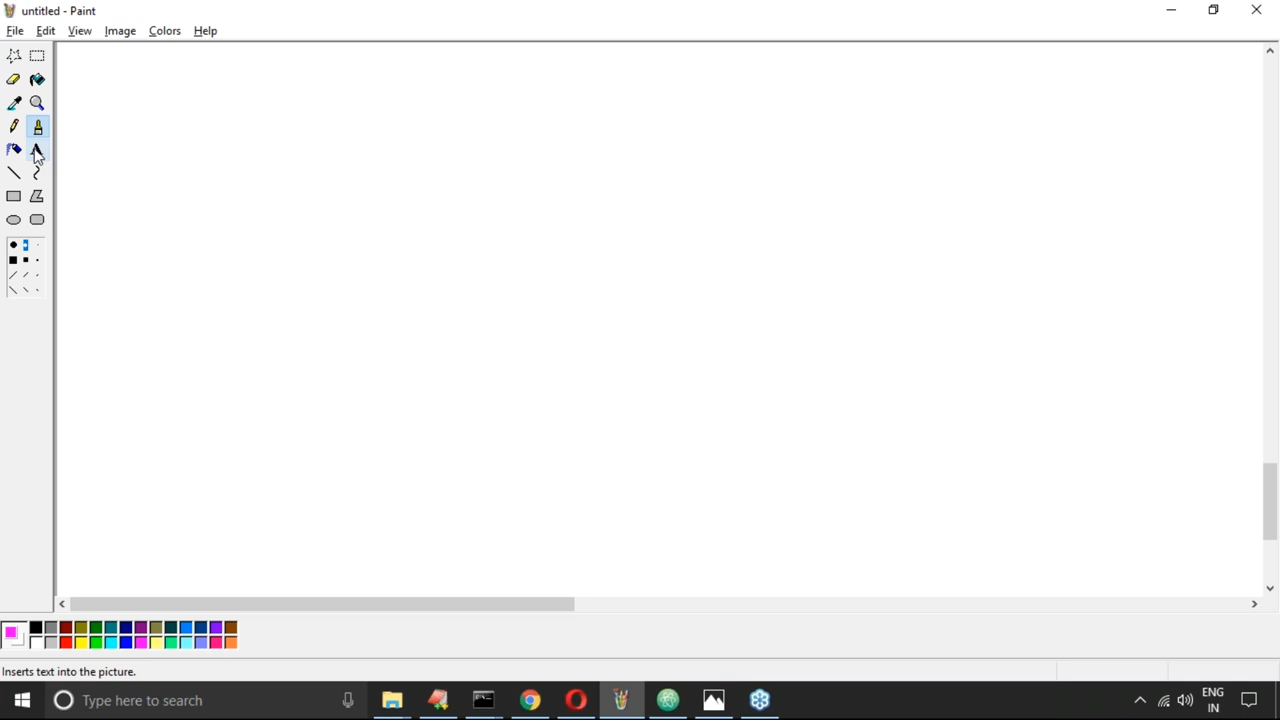 untitled - Paint
File Edit View Image Colors Help
Inserts text into the picture.
Type here to search
ENG
IN